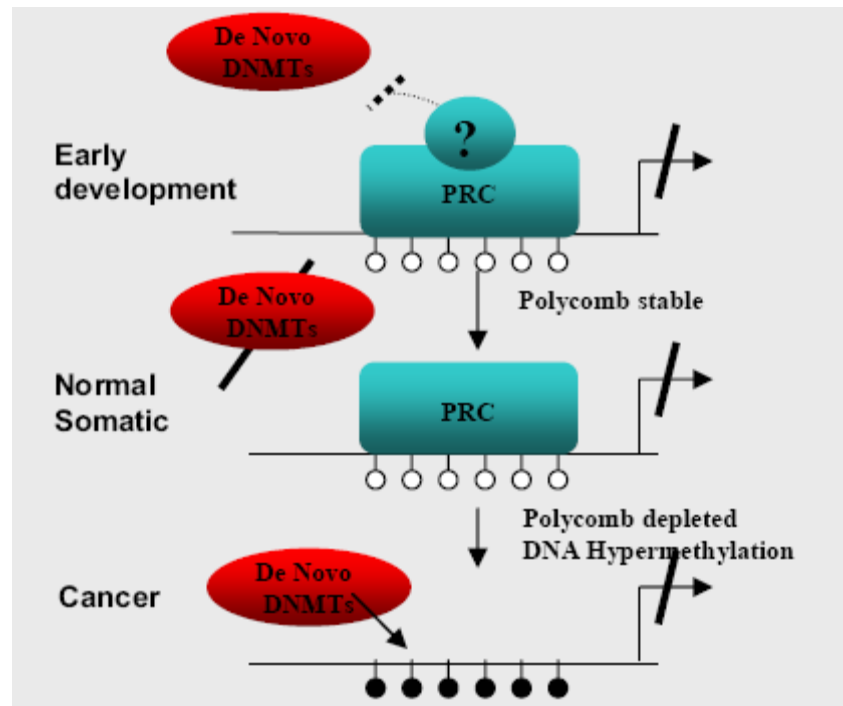 De Novo
DNMTs
?
Early
development
PRC
De Novo
DNMTs
Polycomb stable
Normal
Somatic
PRC
Polycomb depleted
DNA Hypermethylation
De Novo
DNMTs
Cancer